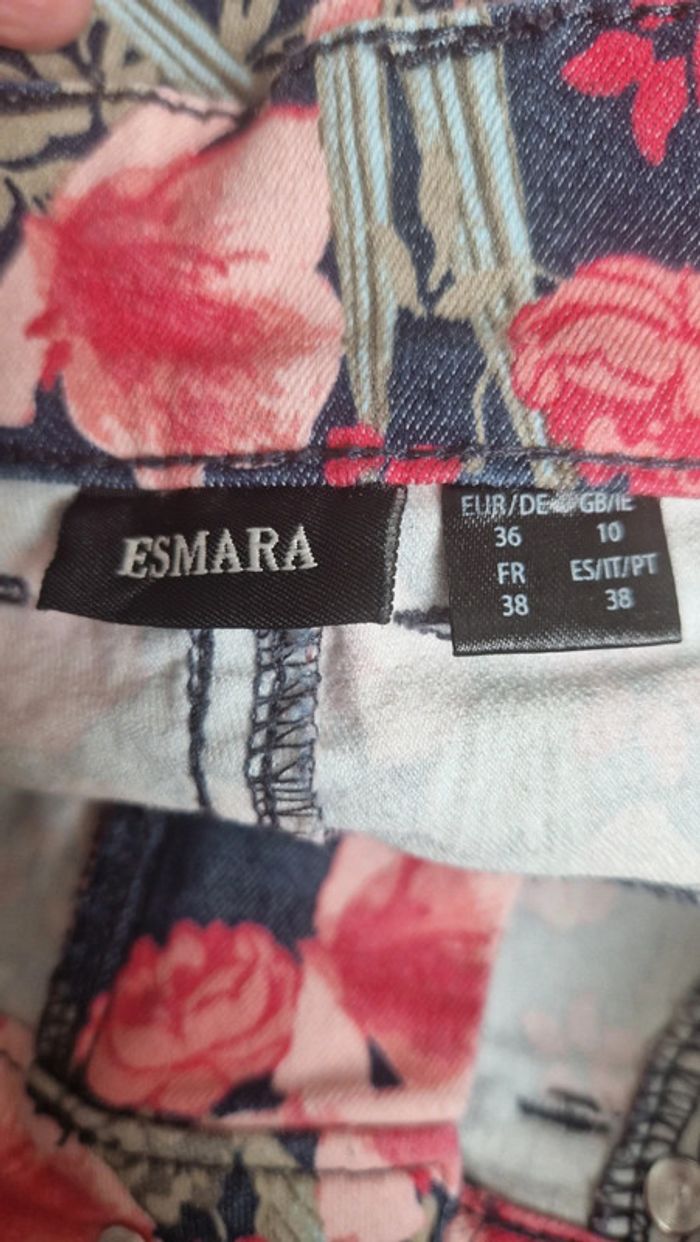 ESMARA
EUR/DE GB/IE
36 10
FR ES/IT/PT
38 38